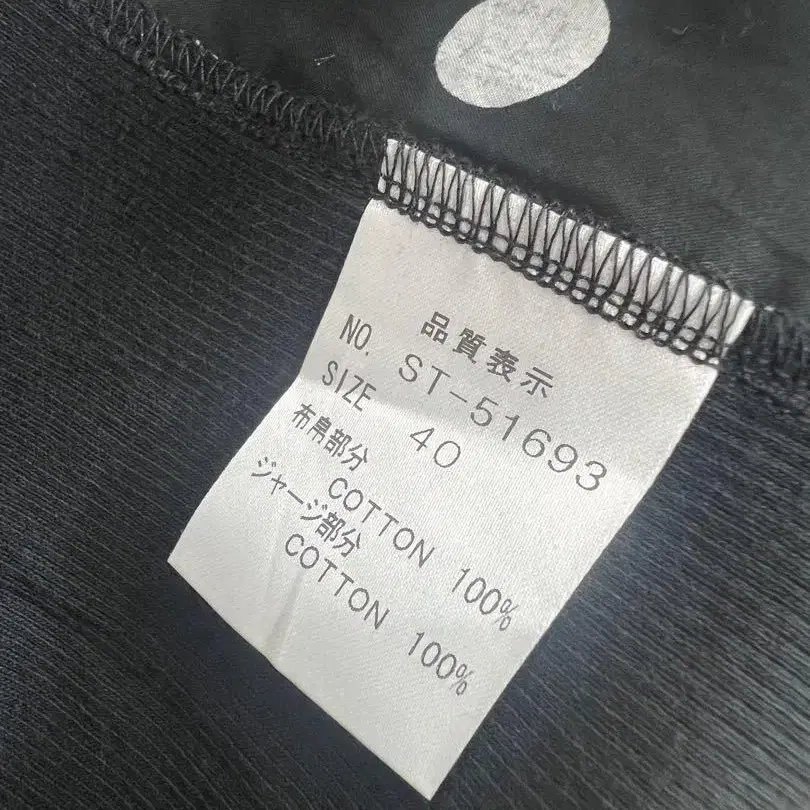 品質表示
NO. ST-51693
SIZE 40
布帛部分
COTTON 100%
ジャージ部分
COTTON 100%